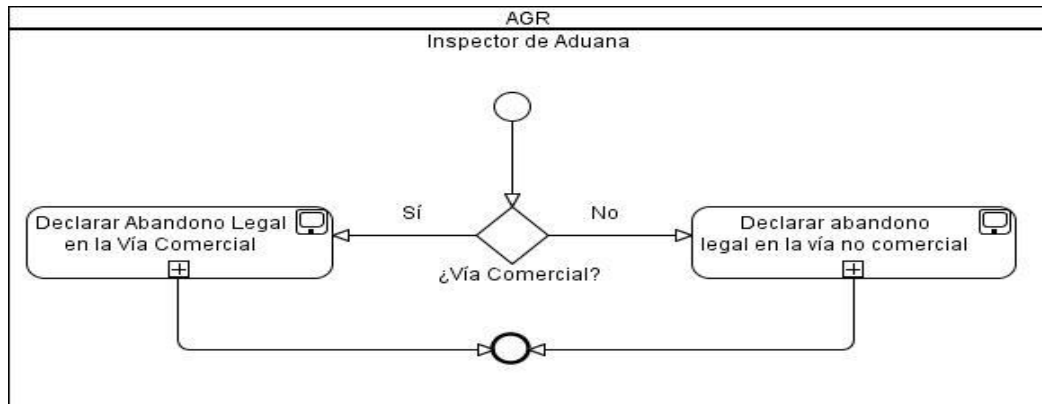 AGR
Inspector de Aduana
Declarar Abandono Legal
en la Vía Comercial
Sí
No
¿Vía Comercial?
Declarar abandono
legal en la vía no comercial